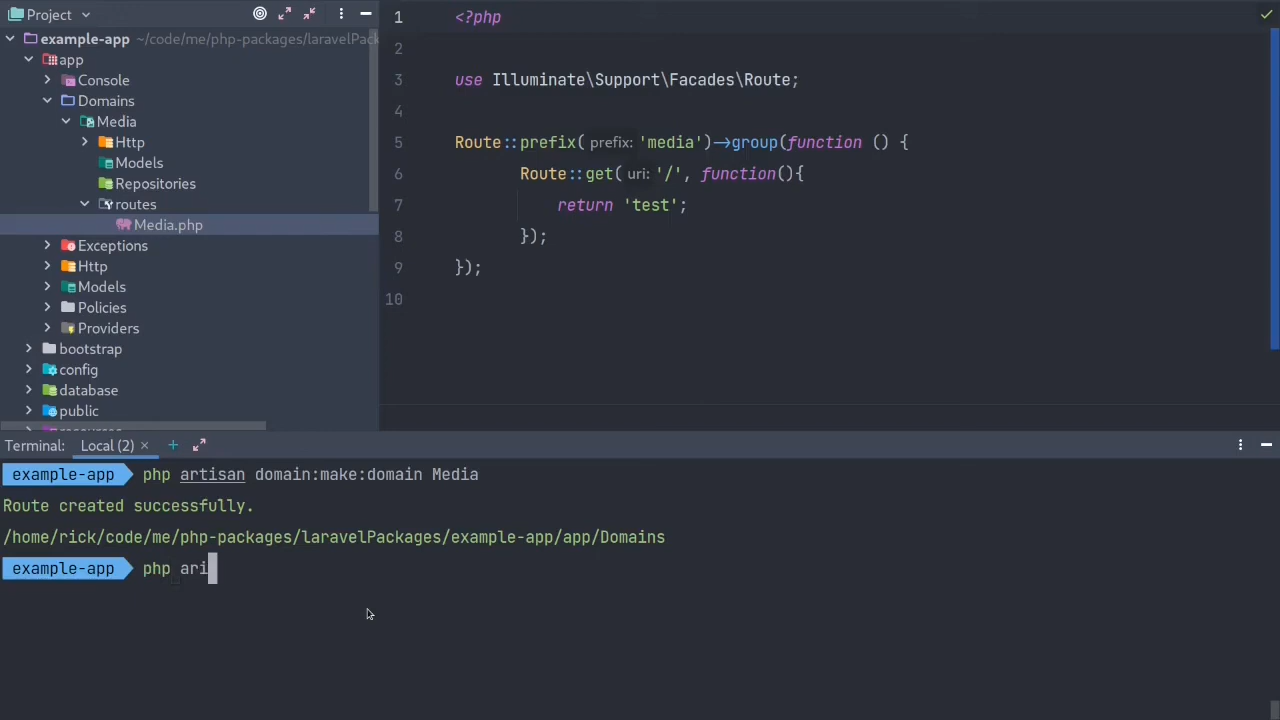 Project
example-app ~/code/me/php-packages/laravelPack
app
Console
Domains
Media
Http
Models
Repositories
routes
Media.php
Exceptions
Http
Models
Policies
Providers
bootstrap
config
database
public
1 <?php
2
3 use Illuminate\Support\Facades\Route;
4
5 Route::prefix( prefix: 'media')->group(function () {
6 Route::get( uri: '/', function(){
7 return 'test';
8 });
9 });
10
Terminal: Local (2) × +
example-app php artisan domain:make:domain Media
Route created successfully.
/home/rick/code/me/php-packages/laravelPackages/example-app/app/Domains
example-app php ari